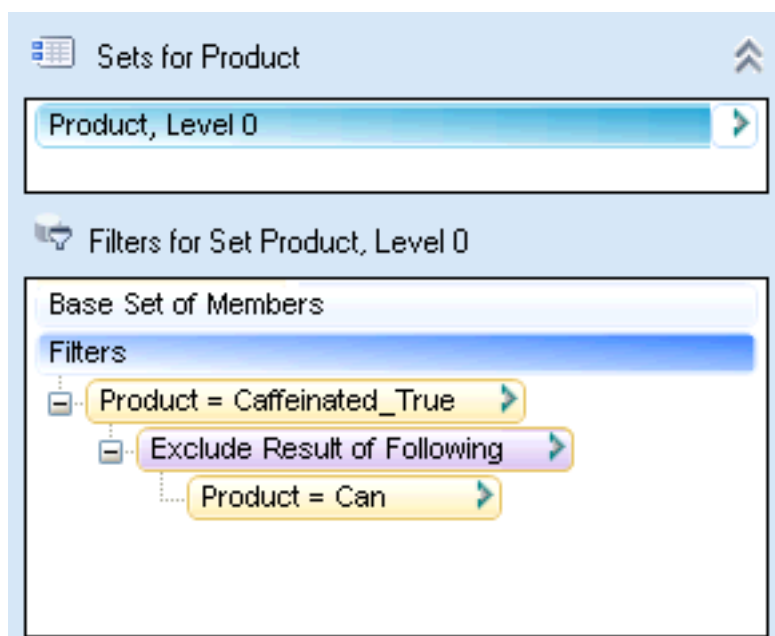 Sets for Product
Product, Level 0
Filters for Set Product, Level 0
Base Set of Members
Filters
Product = Caffeinated_True
Exclude Result of Following
Product = Can